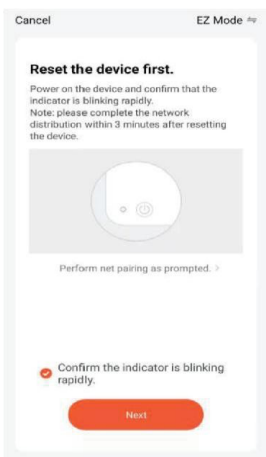 Cancel
EZ Mode
Reset the device first.
Power on the device and confirm that the
indicator is blinking rapidly.
Note: please complete the network
distribution within 3 minutes after resetting
the device.
Perform net pairing as prompted. >
Confirm the indicator is blinking
rapidly.
Next